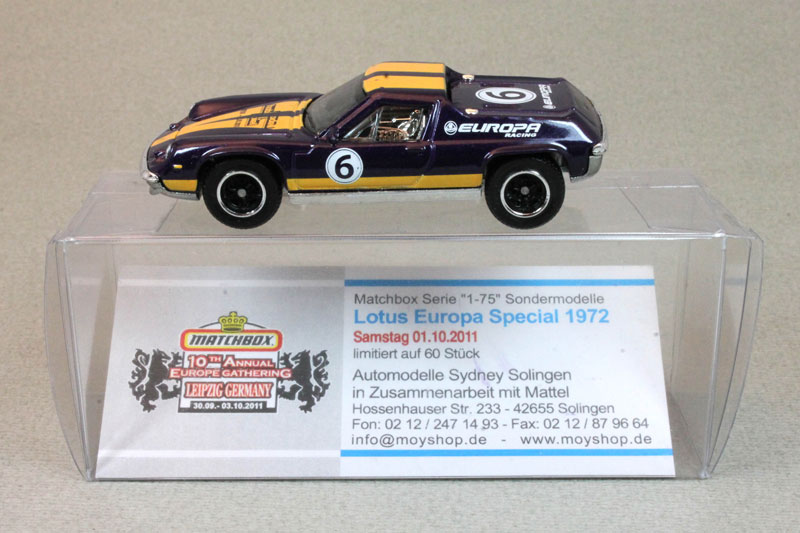 6
EUROPA
RACING
6
EUROPA
MATCHBOX
10TH ANNUAL
EUROPE GATHERING
LEIPZIG GERMANY
30.09.- 03.10.2011
Matchbox Serie "1-75" Sondermodelle
Lotus Europa Special 1972
Samstag 01.10.2011
limitiert auf 60 Stück
Automodelle Sydney Solingen
in Zusammenarbeit mit Mattel
Hossenhauser Str. 233 - 42655 Solingen
Fon: 02 12 / 247 14 93 - Fax: 02 12 / 87 96 64
info@moyshop.de - www.moyshop.de